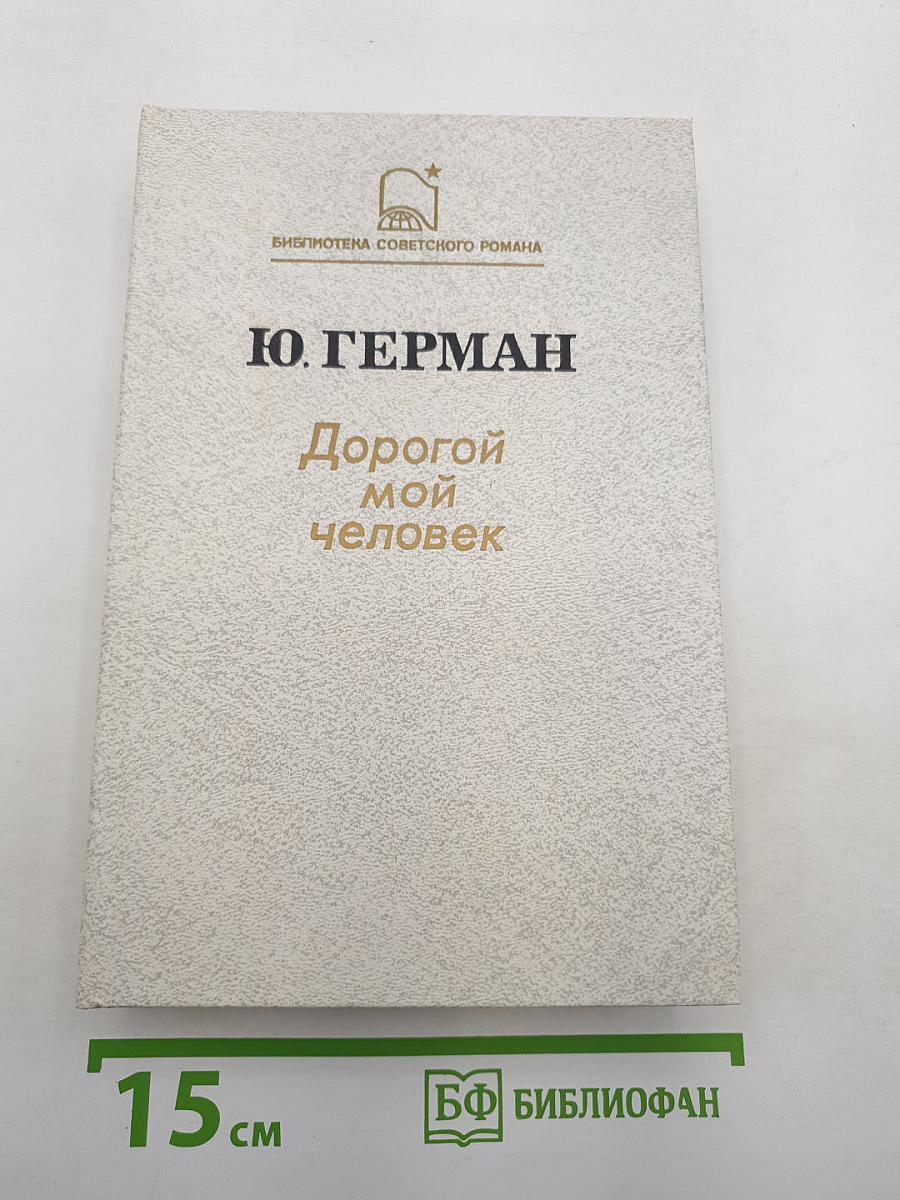 БИБЛИОТЕКА СОВЕТСКОГО РОМАНА
Ю. ГЕРМАН
Дорогой
мой
человек
15 см
БФ БИБЛИОФАН